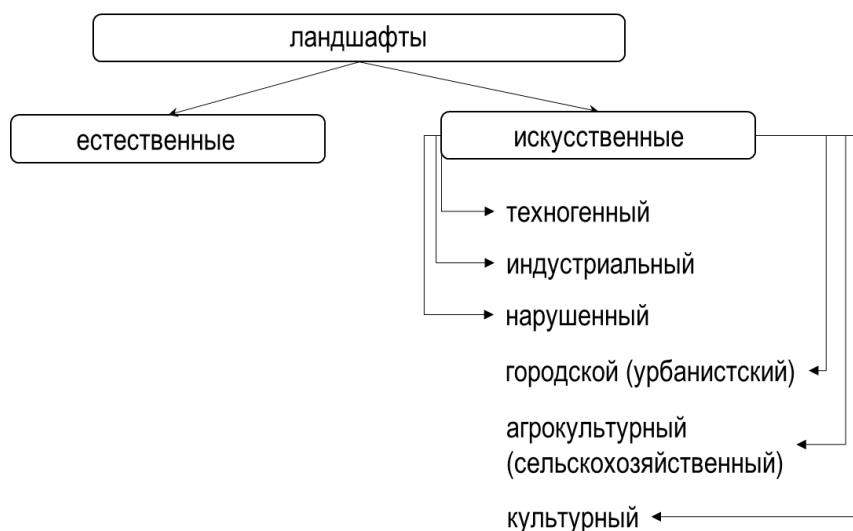 ландшафты
естественные
искусственные
техногенный
индустриальный
нарушенный
городской (урбанистский)
агрокультурный
(сельскохозяйственный)
культурный